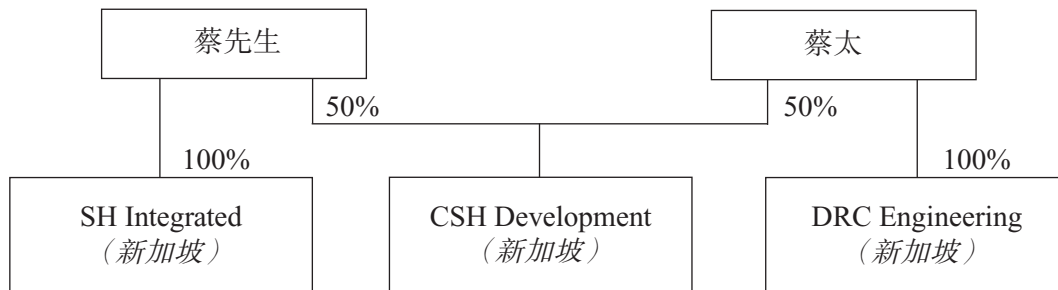 蔡先生
蔡太
50%
50%
100%
100%
SH Integrated
（新加坡）
CSH Development
（新加坡）
DRC Engineering
（新加坡）